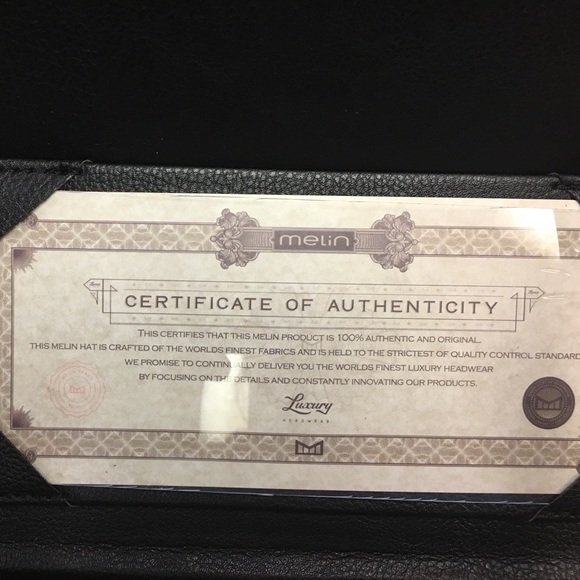 melin
CERTIFICATE OF AUTHENTICITY
THIS CERTIFIES THAT THIS MELIN PRODUCT IS 100% AUTHENTIC AND ORIGINAL.
THIS MELIN HAT IS CRAFTED OF THE WORLDS FINEST FABRICS AND IS HELD TO THE STRICTEST OF QUALITY CONTROL STANDARD
WE PROMISE TO CONTINUALLY DELIVER YOU THE WORLDS FINEST LUXURY HEADWEAR
BY FOCUSING ON THE DETAILS AND CONSTANTLY INNOVATING OUR PRODUCTS.
Luxury
HEADWEAR